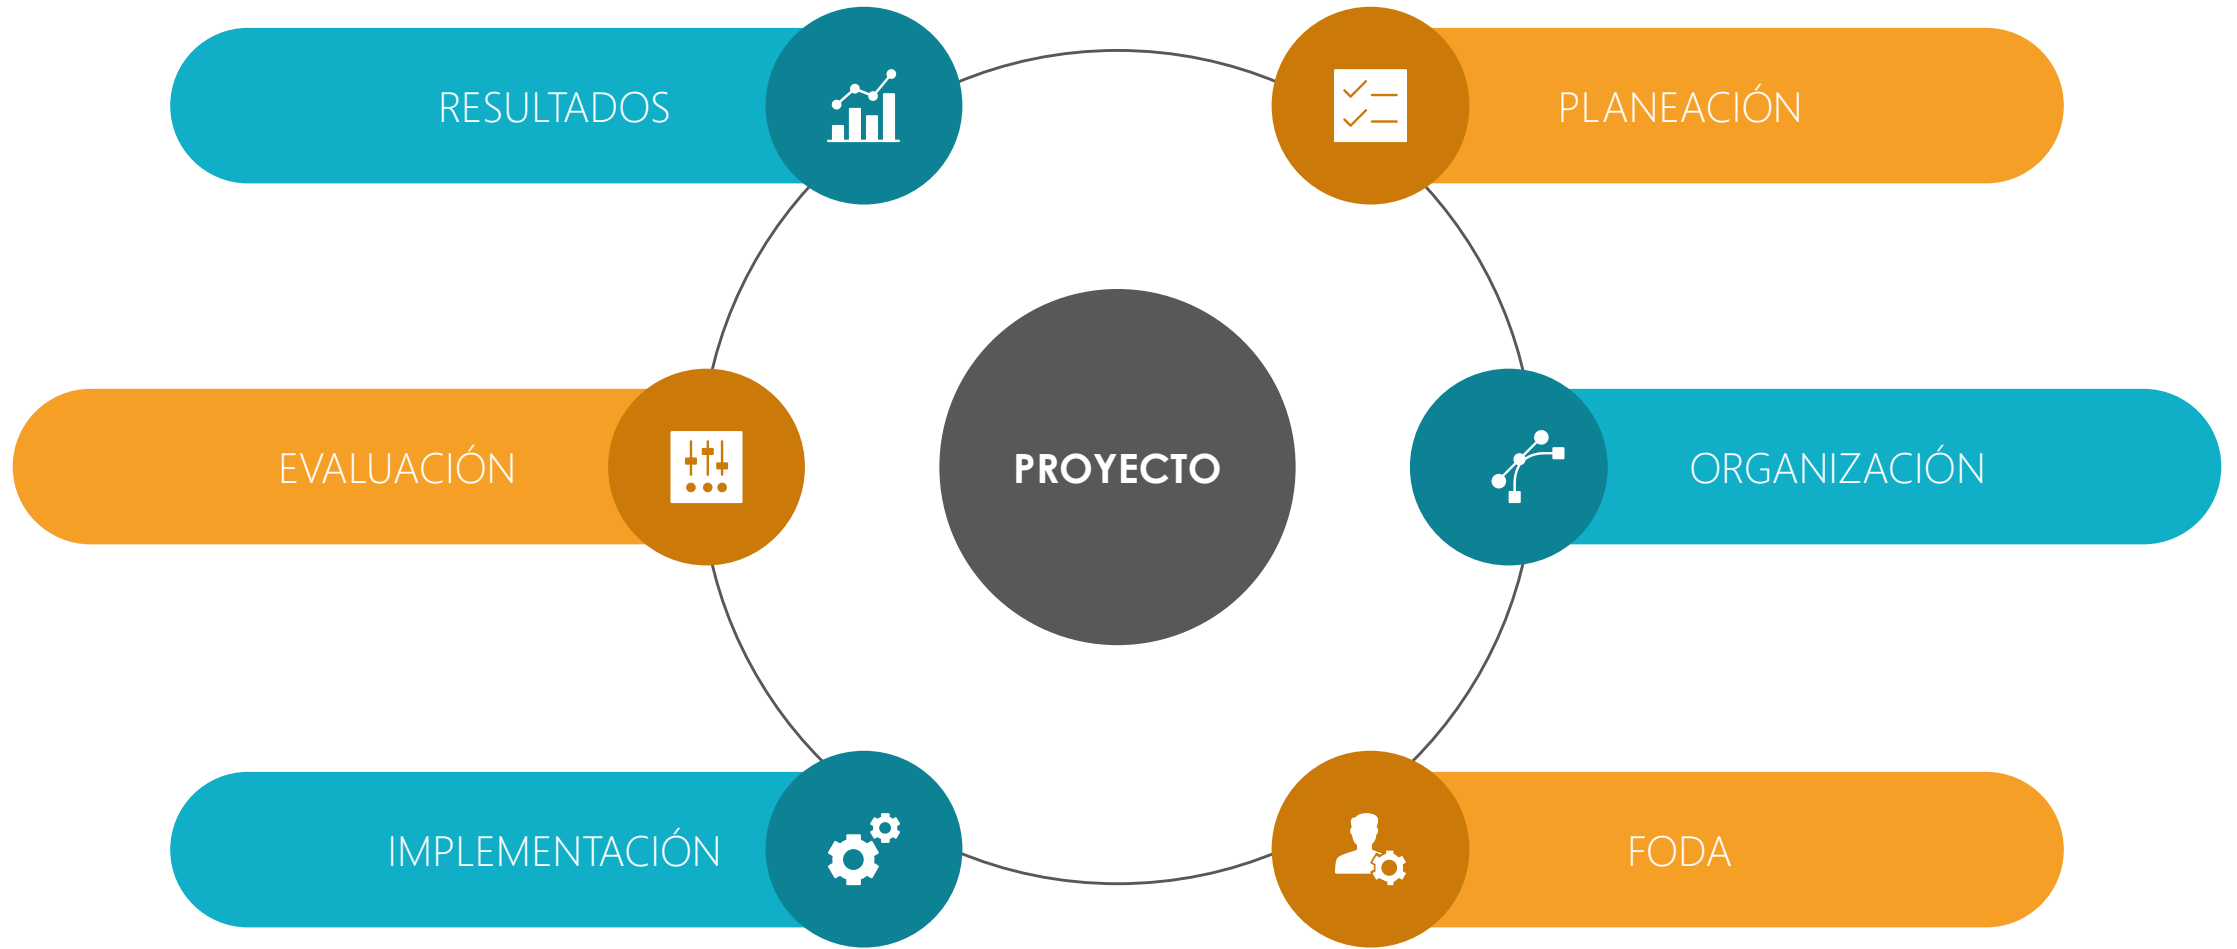 RESULTADOS
PLANEACIÓN
EVALUACIÓN
PROYECTO
ORGANIZACIÓN
IMPLEMENTACIÓN
FODA